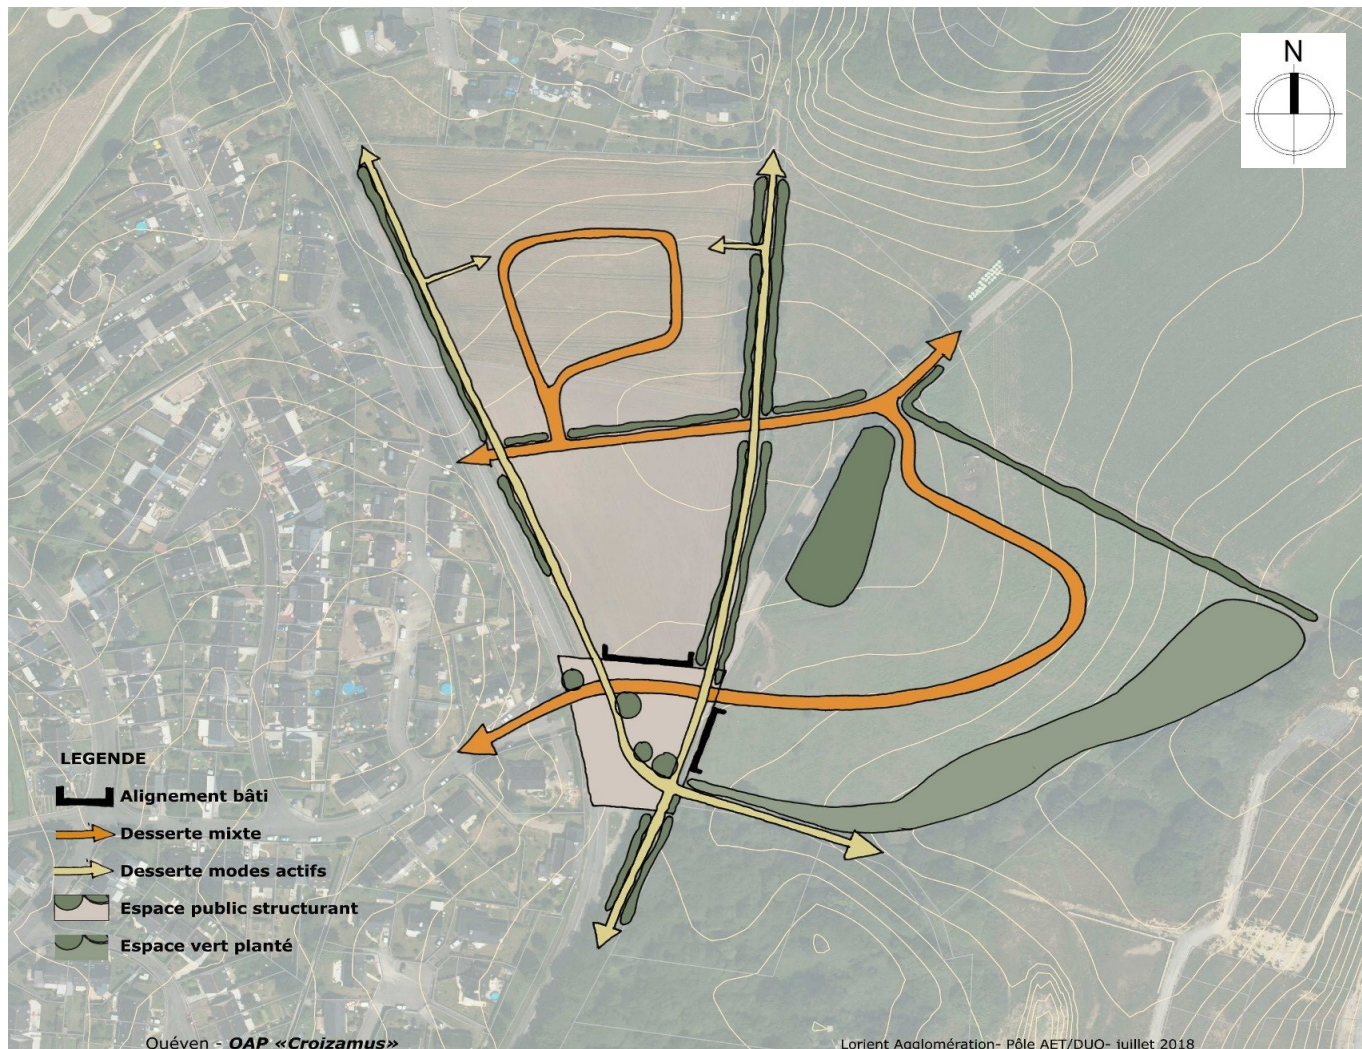 N
LEGENDE
Alignement bâti
Desserte mixte
Desserte modes actifs
Espace public structurant
Espace vert planté
Quéven - OAP «Croizamus»
Lorient Agglomération- Pôle AET/DUO- juillet 2018